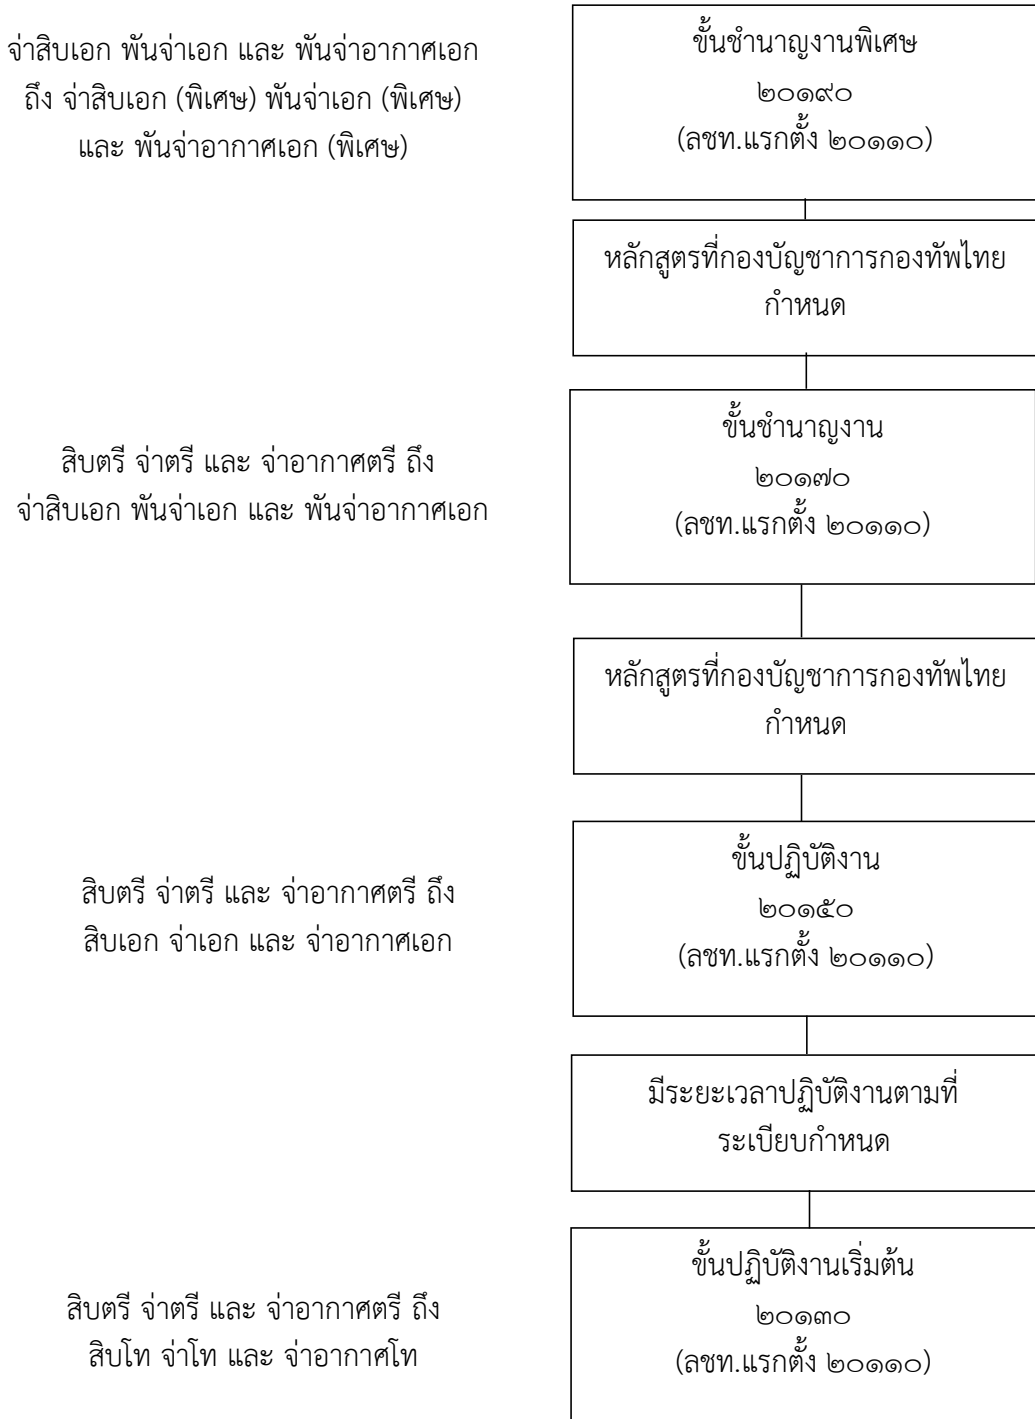 จ่าสิบเอก พันจ่าเอก และ พันจ่าอากาศเอก
ถึง จ่าสิบเอก (พิเศษ) พันจ่าเอก (พิเศษ)
และ พันจ่าอากาศเอก (พิเศษ)
ขั้นชำนาญงานพิเศษ
๒๐๑๙๐
(ลชท.แรกตั้ง ๒๐๑๑๐)
หลักสูตรที่กองบัญชาการกองทัพไทย
กำหนด
สิบตรี จ่าตรี และ จ่าอากาศตรี ถึง
จ่าสิบเอก พันจ่าเอก และ พันจ่าอากาศเอก
ขั้นชำนาญงาน
๒๐๑๗๐
(ลชท.แรกตั้ง ๒๐๑๑๐)
หลักสูตรที่กองบัญชาการกองทัพไทย
กำหนด
สิบตรี จ่าตรี และ จ่าอากาศตรี ถึง
สิบเอก จ่าเอก และ จ่าอากาศเอก
ขั้นปฏิบัติงาน
๒๐๑๕๐
(ลชท.แรกตั้ง ๒๐๑๑๐)
มีระยะเวลาปฏิบัติงานตามที่
ระเบียบกำหนด
สิบตรี จ่าตรี และ จ่าอากาศตรี ถึง
สิบโท จ่าโท และ จ่าอากาศโท
ขั้นปฏิบัติงานเริ่มต้น
๒๐๑๓๐
(ลชท.แรกตั้ง ๒๐๑๑๐)